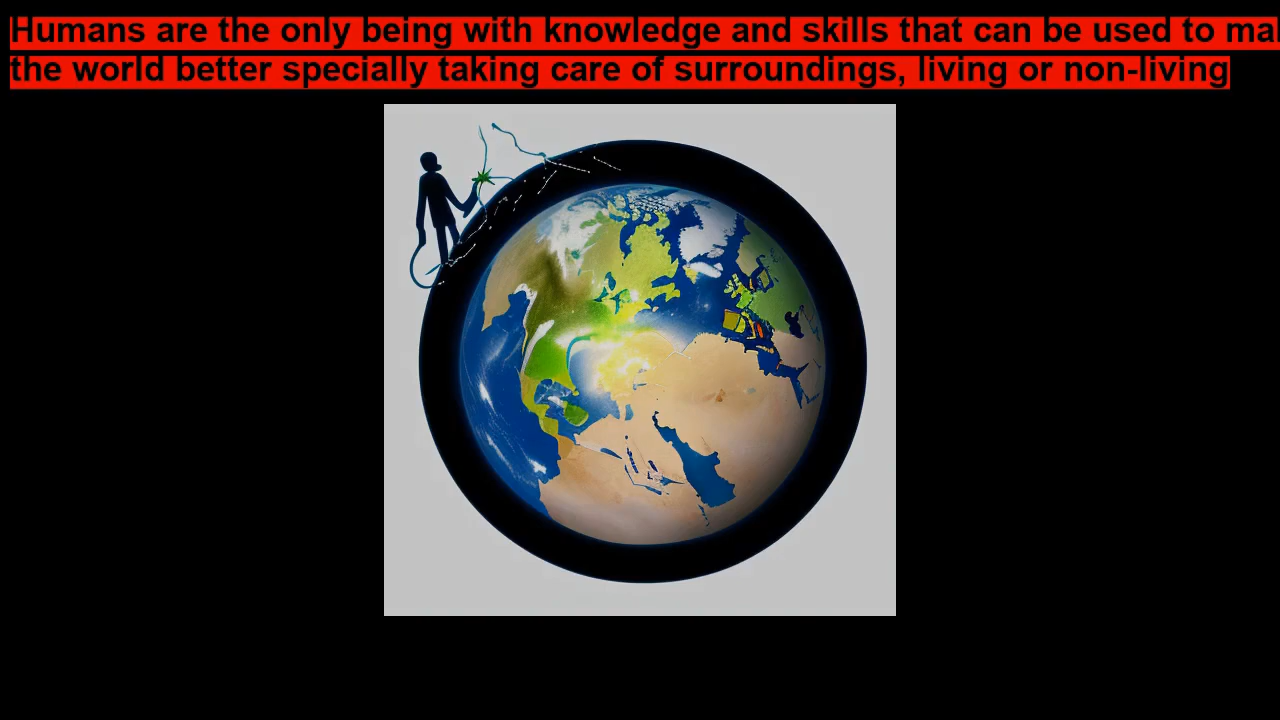 Humans are the only being with knowledge and skills that can be used to
the world better specially taking care of surroundings, living or non-living